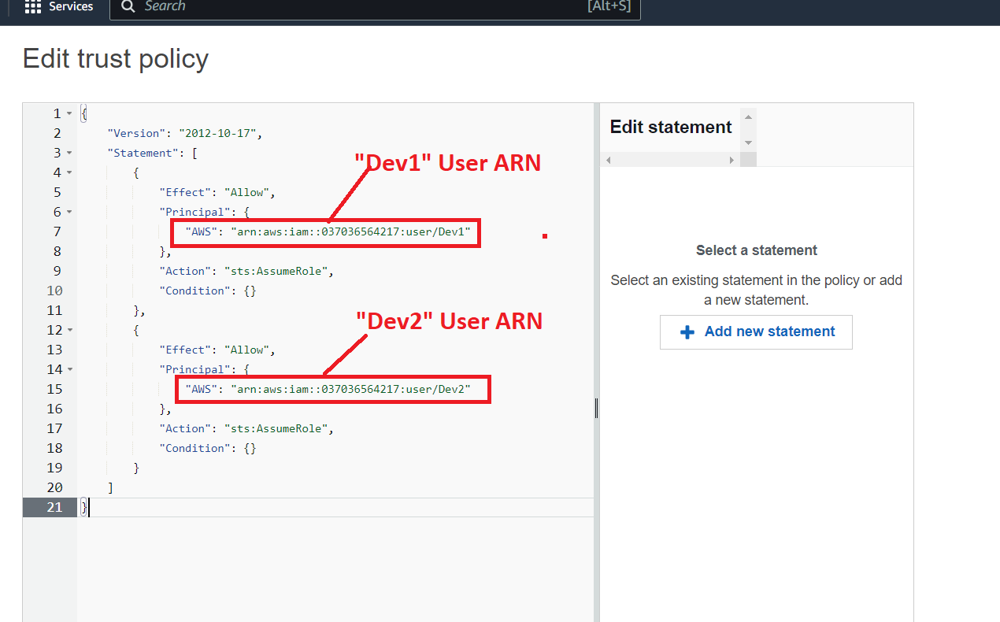 Services
Search
[Alt+S]
Edit trust policy
1 {
2 "Version": "2012-10-17",
3 "Statement": [
"Dev1" User ARN
4 {
5 "Effect": "Allow",
6 "Principal": {
7 "AWS": "arn:aws:iam::037036564217:user/Dev1"
8 },
9 "Action": "sts:AssumeRole",
10 "Condition": {}
11 },
"Dev2" User ARN
12 {
13 "Effect": "Allow",
14 "Principal": {
15 "AWS": "arn:aws:iam::037036564217:user/Dev2"
16 },
17 "Action": "sts:AssumeRole",
18 "Condition": {}
19 }
20 ]
21 }
Edit statement
Select a statement
Select an existing statement in the policy or add
a new statement.
Add new statement